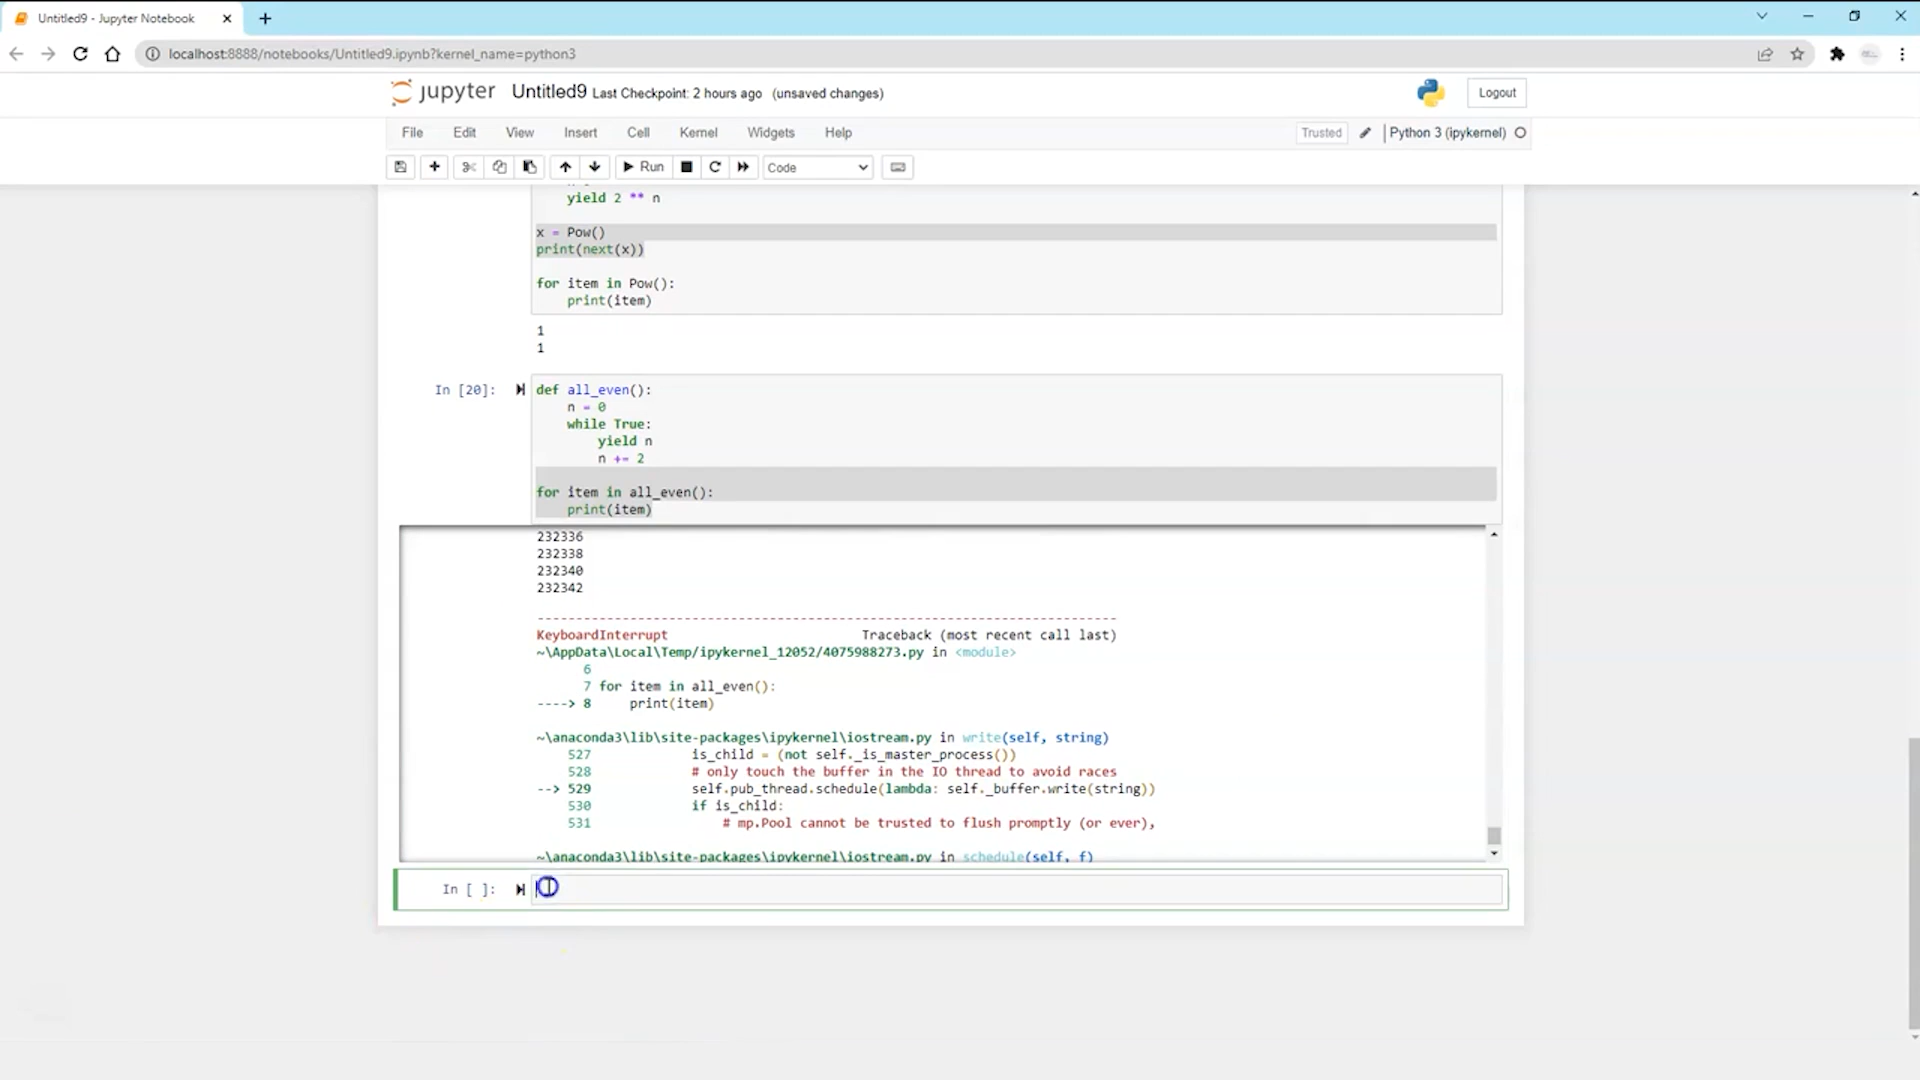 Untitled9 - Jupyter Notebook
localhost:8888/notebooks/Untitled9.ipynb?kernel_name=python3
jupyter Untitled9 Last Checkpoint: 2 hours ago (unsaved changes)
Logout
File Edit View Insert Cell Kernel Widgets Help
Trusted
Python 3 (ipykernel)
Run
Code
yield 2 ** n
x = Pow()
print(next(x))
for item in Pow():
print(item)
1
1
In [20]:
def all_even():
n = 0
while True:
yield n
n += 2
for item in all_even():
print(item)
232336
232338
232340
232342
---------------------------------------------------------------------------
KeyboardInterrupt Traceback (most recent call last)
~\AppData\Local\Temp/ipykernel_12052/4075988273.py in <module>
6
7 for item in all_even():
----> 8 print(item)
~\anaconda3\lib\site-packages\ipykernel\iostream.py in write(self, string)
527 is_child = (not self._is_master_process())
528 # only touch the buffer in the IO thread to avoid races
--> 529 self.pub_thread.schedule(lambda: self._buffer.write(string))
530 if is_child:
531 # mp.Pool cannot be trusted to flush promptly (or ever),
~\anaconda3\lib\site-packages\ipykernel\iostream.py in schedule(self, f)
In [ ]: